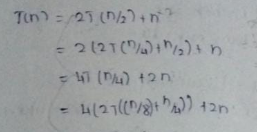 T(n) = 2T(n/2) + n
= 2(2T(n/4) + n/2) + n
= 4T(n/4) + 2n
= 4(2T((n/8) + n/4)) + 2n